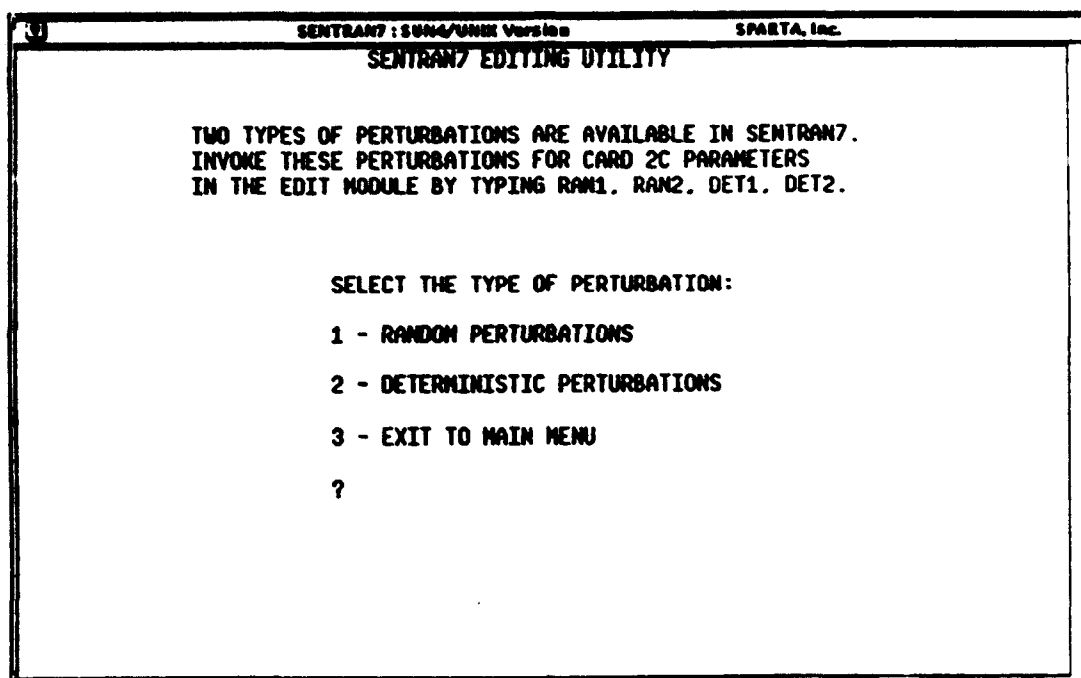 SENTRAN7 : SUN4/UNIX Version SPARTA, Inc.
SENTRAN7 EDITING UTILITY
TWO TYPES OF PERTURBATIONS ARE AVAILABLE IN SENTRAN7.
INVOKE THESE PERTURBATIONS FOR CARD 2C PARAMETERS
IN THE EDIT MODULE BY TYPING RAN1, RAN2, DET1, DET2.
SELECT THE TYPE OF PERTURBATION:
1 - RANDOM PERTURBATIONS
2 - DETERMINISTIC PERTURBATIONS
3 - EXIT TO MAIN MENU
?